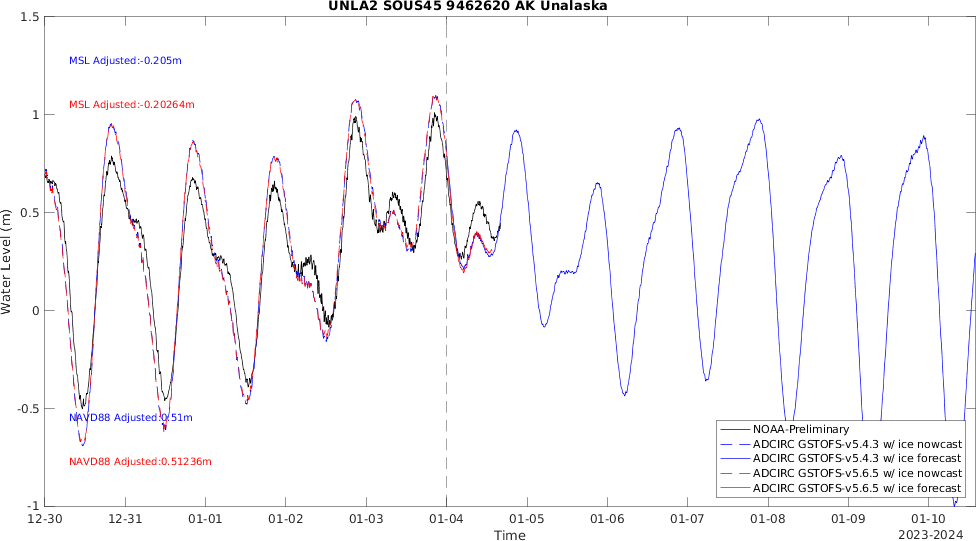 UNLA2 SOUS45 9462620 AK Unalaska
1.5
MSL Adjusted:-0.205m
MSL Adjusted:-0.20264m
1
0.5
Water Level (m)
0
-0.5
NAVD88 Adjusted:0.51m
NAVD88 Adjusted:0.51236m
-1
NOAA-Preliminary
ADCIRC GSTOFS-v5.4.3 w/ ice nowcast
ADCIRC GSTOFS-v5.4.3 w/ ice forecast
ADCIRC GSTOFS-v5.6.5 w/ ice nowcast
ADCIRC GSTOFS-v5.6.5 w/ ice forecast
12-30 12-31 01-01 01-02 01-03 01-04 01-05 01-06 01-07 01-08 01-09 01-10
Time
2023-2024